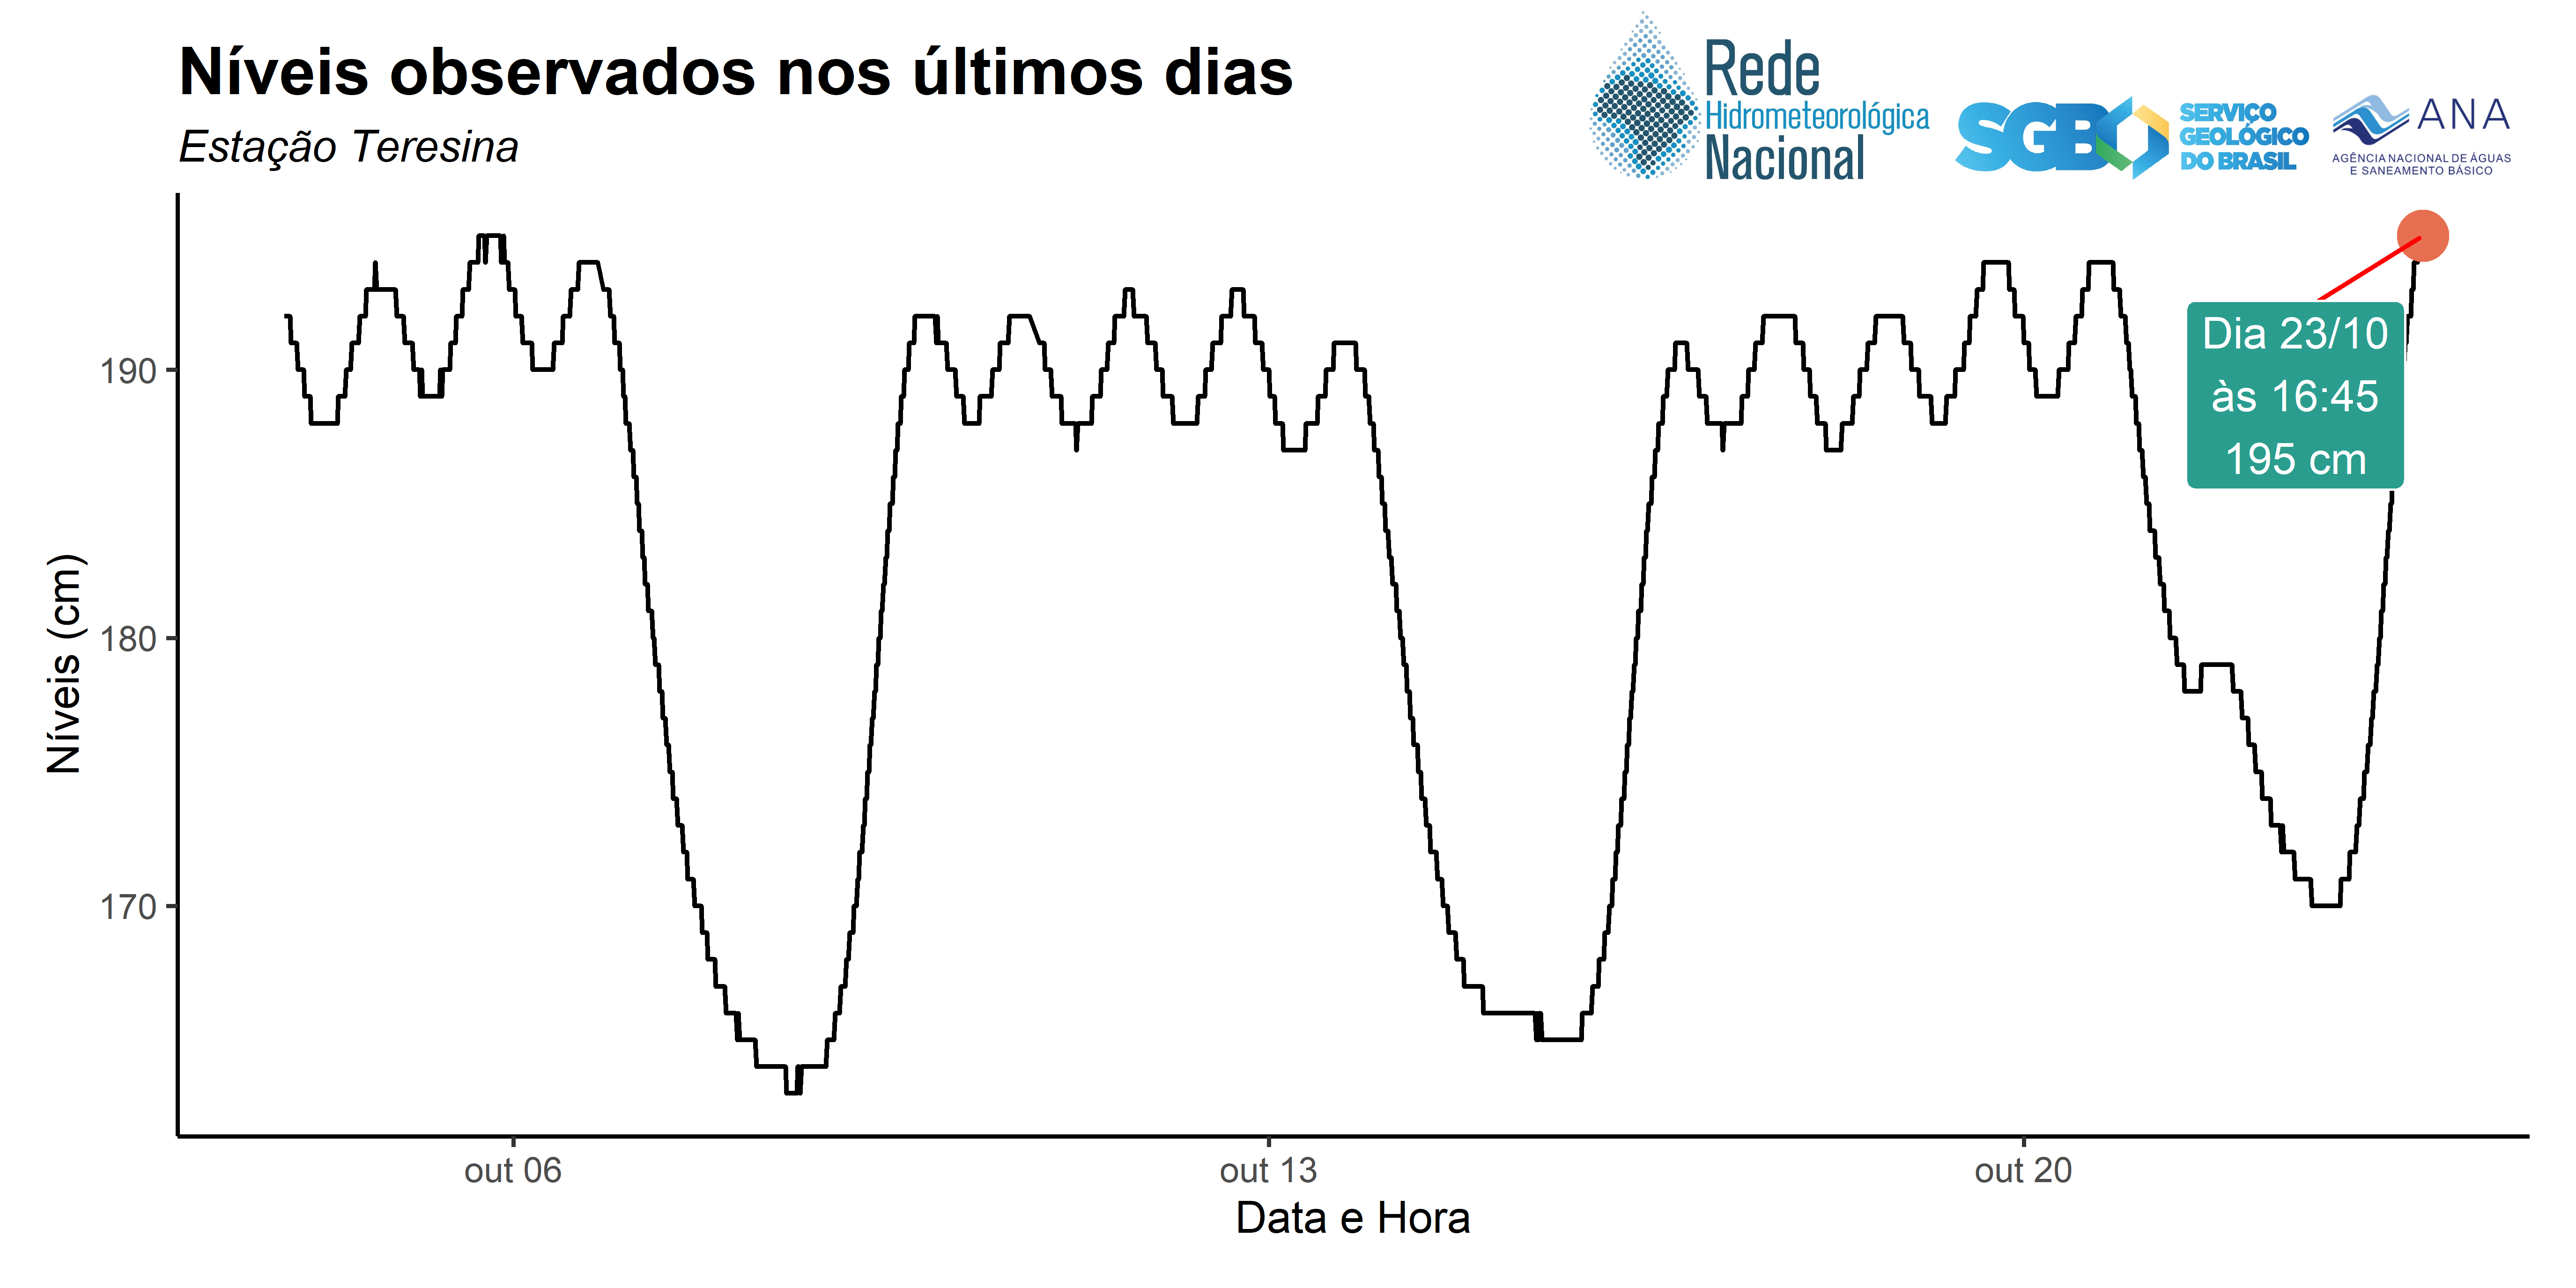 Níveis observados nos últimos dias
Estação Teresina
Rede
Hidrometeorológica
Nacional
SGB
SERVIÇO
GEOLÓGICO
DO BRASIL
ANA
AGÊNCIA NACIONAL DE ÁGUAS
E SANEAMENTO BÁSICO
Dia 23/10
às 16:45
195 cm
Níveis (cm)
190
180
170
out 06
out 13
out 20
Data e Hora